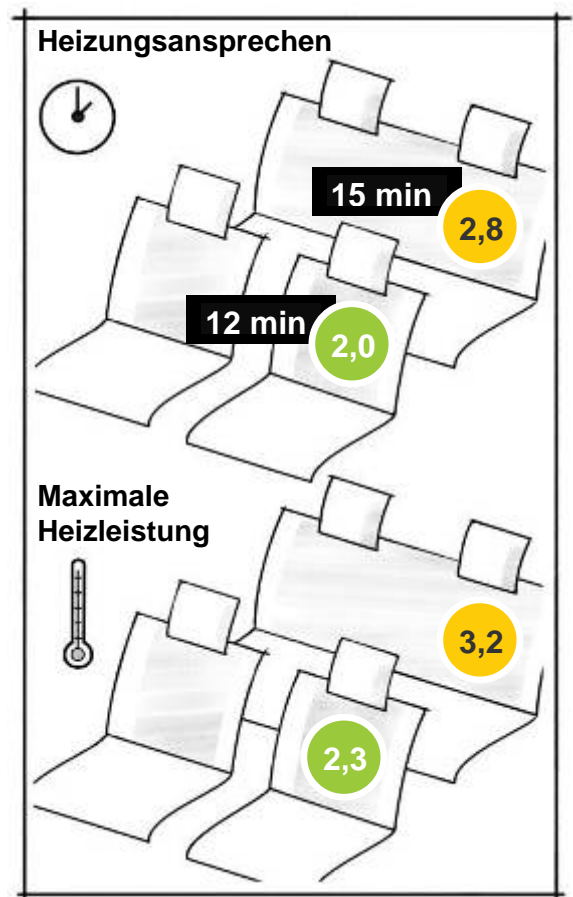 Heizungsansprechen
15 min
2,8
12 min
2,0
Maximale
Heizleistung
3,2
2,3